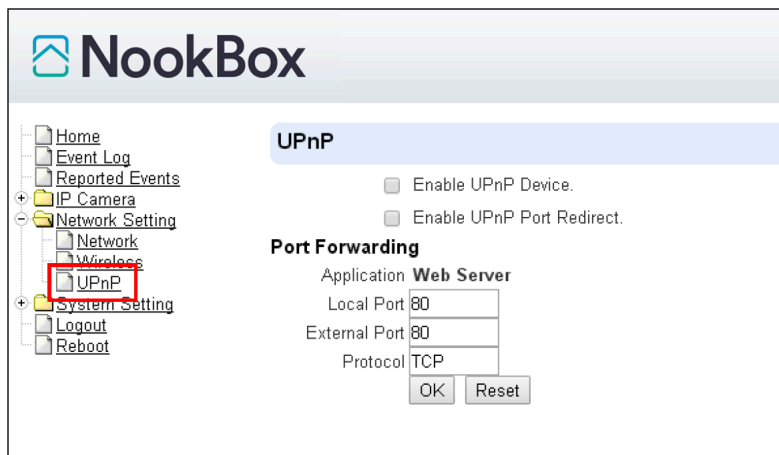 NookBox
Home
Event Log
Reported Events
IP Camera
Network Setting
Network
Wireless
UPnP
System Setting
Logout
Reboot
UPnP
Enable UPnP Device.
Enable UPnP Port Redirect.
Port Forwarding
Application Web Server
Local Port 80
External Port 80
Protocol TCP
OK Reset